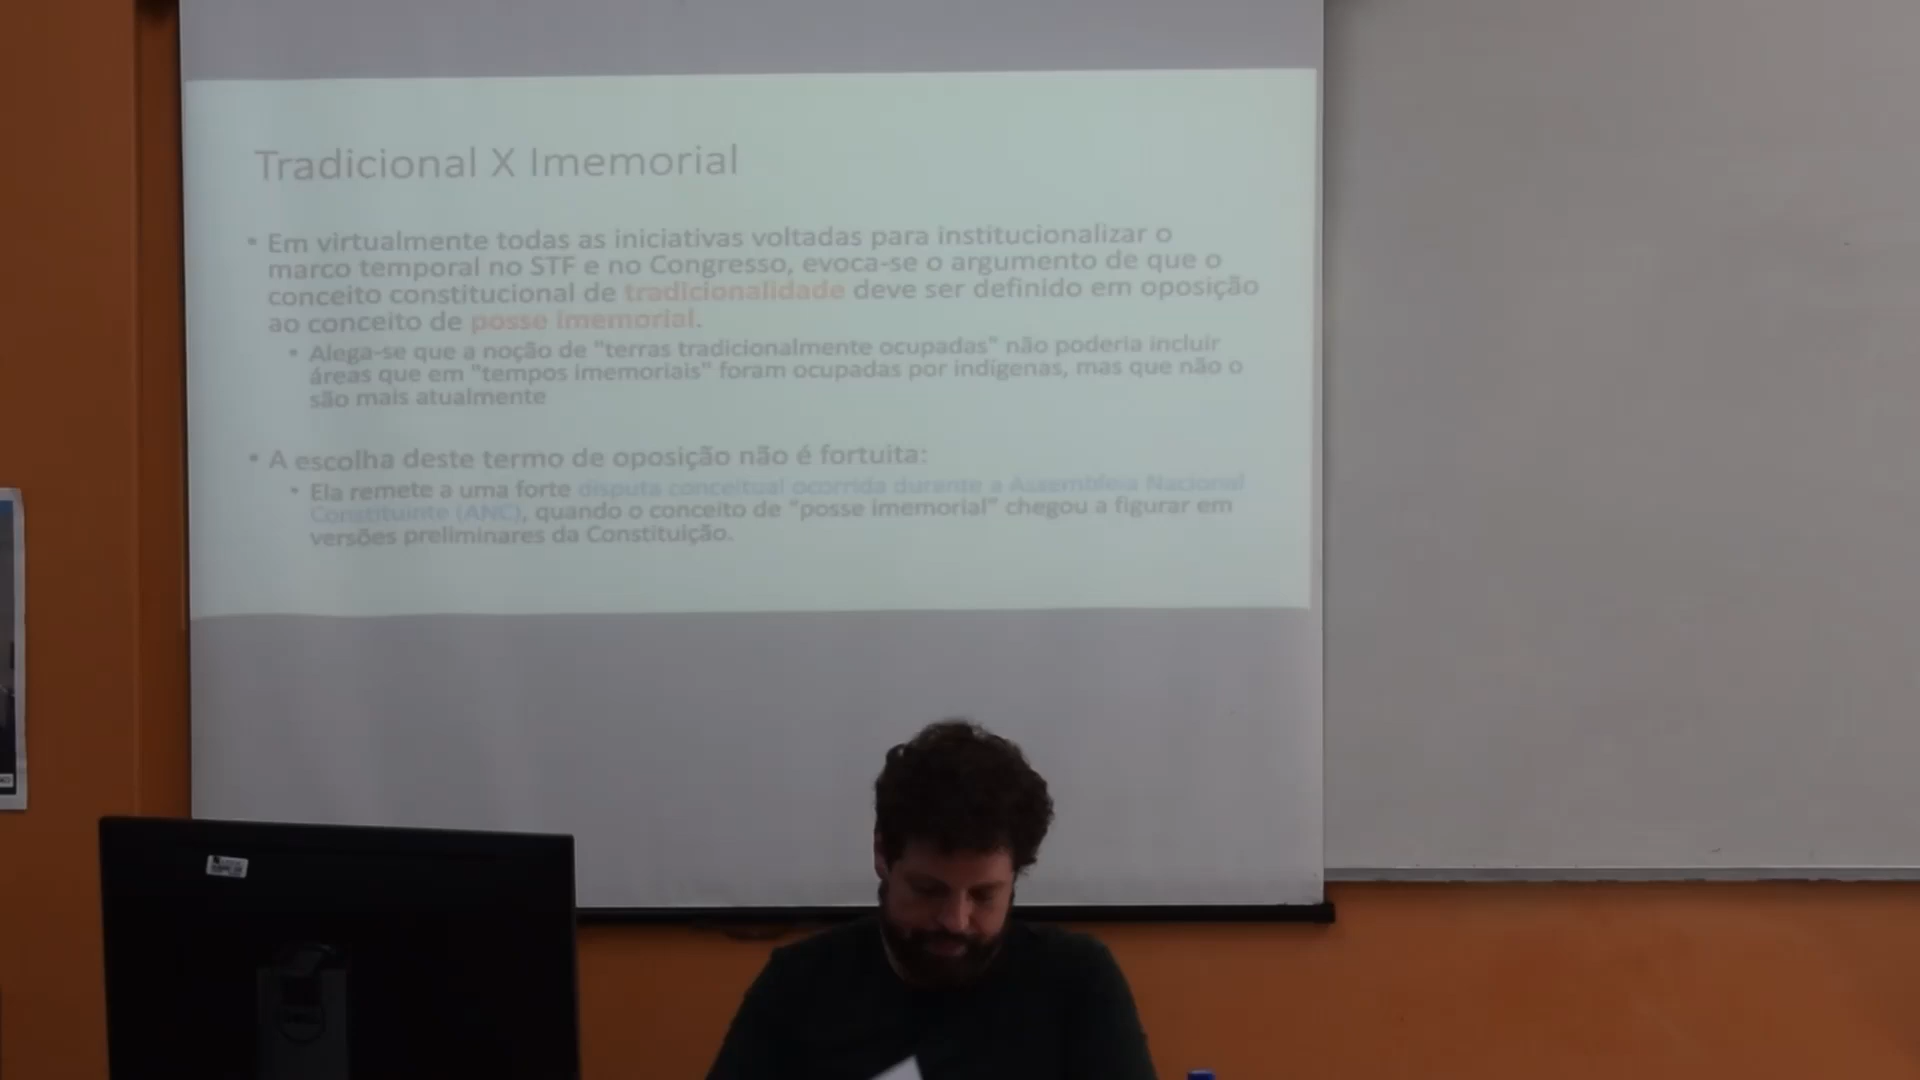 Tradicional X Imemorial
• Em virtualmente todas as iniciativas voltadas para institucionalizar o
marco temporal no STF e no Congresso, evoca-se o argumento de que o
conceito constitucional de tradicionalidade deve ser definido em oposição
ao conceito de posse imemorial.
• Alega-se que a noção de "terras tradicionalmente ocupadas" não poderia incluir
áreas que em "tempos imemoriais" foram ocupadas por indígenas, mas que não o
são mais atualmente
• A escolha deste termo de oposição não é fortuita:
• Ela remete a uma forte disputa conceitual ocorrida durante a Assembleia Nacional
Constituinte (ANC), quando o conceito de "posse imemorial" chegou a figurar em
versões preliminares da Constituição.
DELL